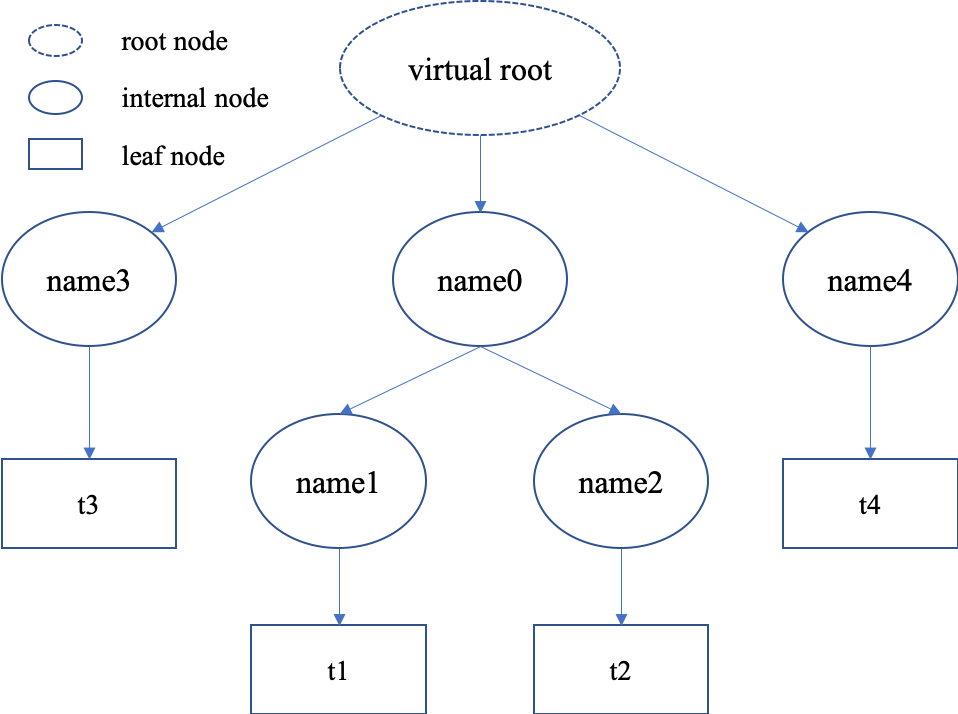 root node
virtual root
internal node
leaf node
name3
name0
name4
name1
name2
t3
t4
t1
t2